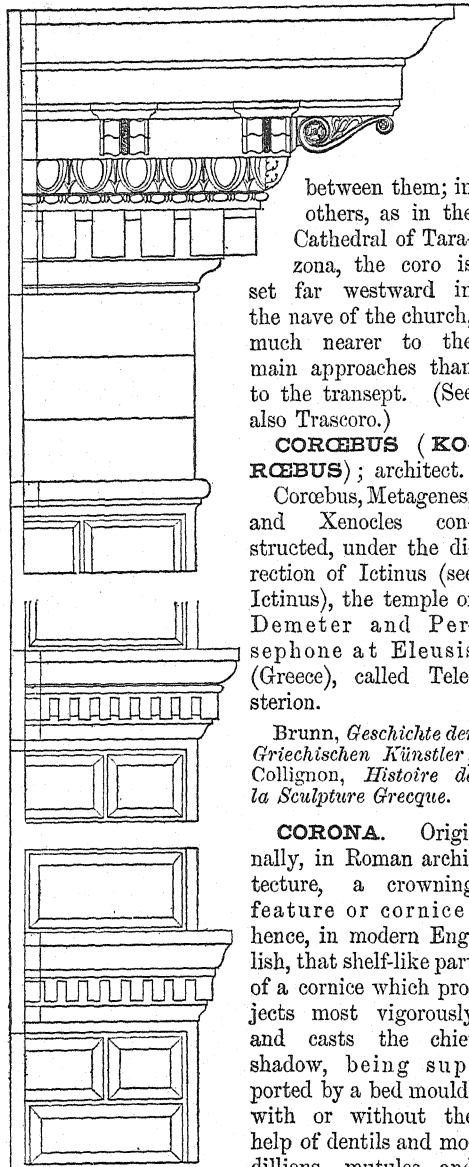 between them; in
others, as in the
Cathedral of Tara-
zona, the coro is
set far westward in
the nave of the church,
much nearer to the
main approaches than
to the transept. (See
also Trascoro.)
CORŒBUS (KO-
RŒBUS); architect.
Corœbus, Metagenes,
and Xenocles con-
structed, under the di-
rection of Ictinus (see
Ictinus), the temple of
Demeter and Per-
sephone at Eleusis
(Greece), called Tele-
sterion.
Brunn, Geschichte der
Griechischen Künstler;
Collignon, Histoire de
la Sculpture Grecque.
CORONA. Origi-
nally, in Roman archi-
tecture, a crowning
feature or cornice;
hence, in modern Eng-
lish, that shelf-like part
of a cornice which pro-
jects most vigorously
and casts the chief
shadow, being sup-
ported by a bed mould,
with or without the
help of dentils and mo-
dillions, mutules and